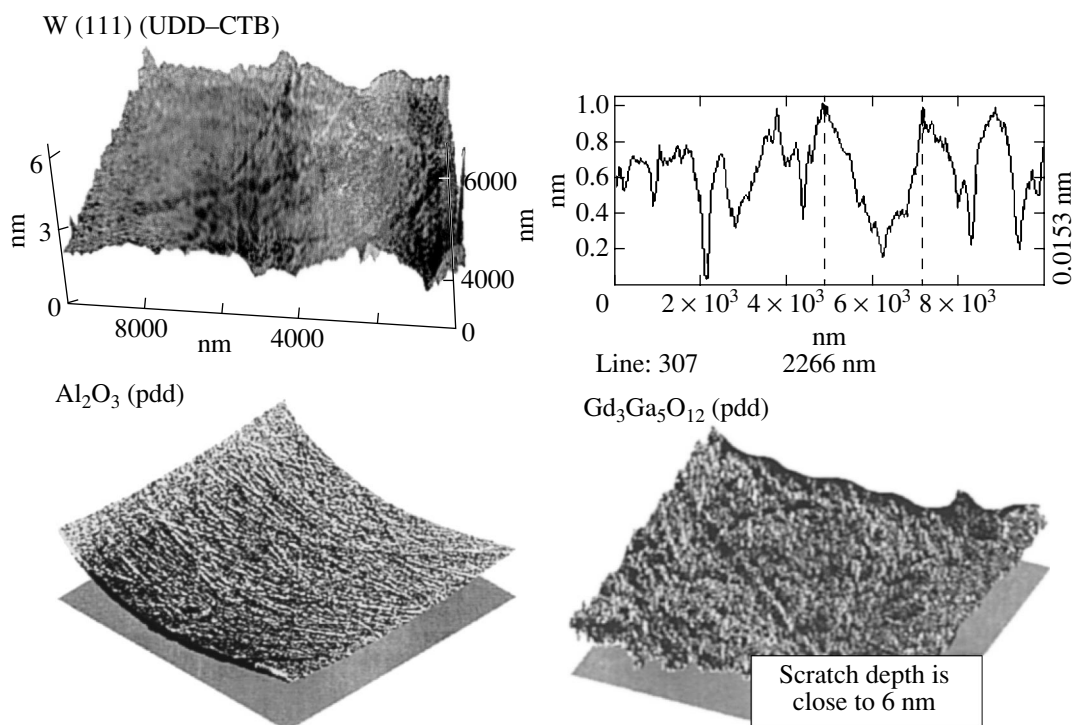 W (111) (UDD–CTB)
6
3
0
nm
8000
4000
nm
6000
4000
0
nm
1.0
0.8
0.6
0.4
0.2
nm
0
2 × 10³
4 × 10³
6 × 10³
8 × 10³
nm
0.0153 nm
Line: 307 2266 nm
Al₂O₃ (pdd)
Gd₃Ga₅O₁₂ (pdd)
Scratch depth is
close to 6 nm